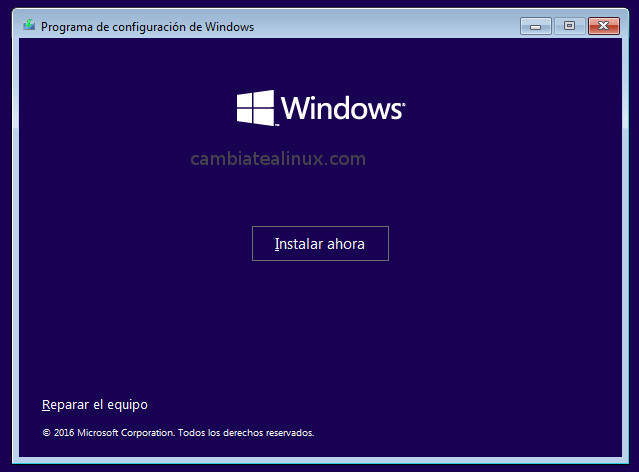 Programa de configuración de Windows
Windows
cambiatealinux.com
Instalar ahora
Reparar el equipo
© 2016 Microsoft Corporation. Todos los derechos reservados.